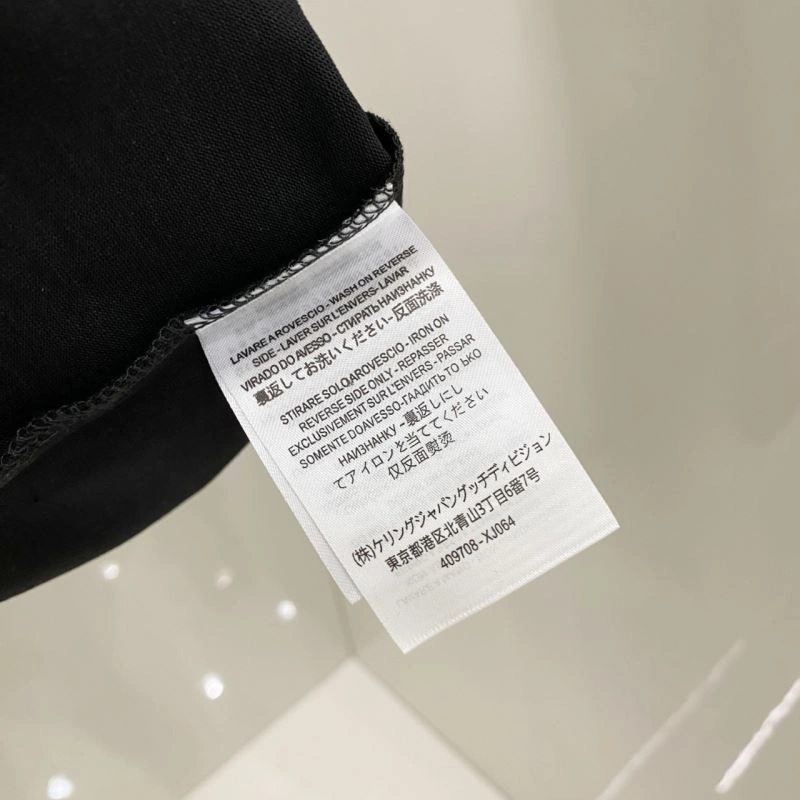 LAVARE A ROVESCIO - WASH ON REVERSE
SIDE - LAVER SUR L'ENVERS- LAVAR
VIRADO DO AVESSO - СТИРАТЬ НАИЗНАНКУ
裏返してお洗いください - 反面洗涤
STIRARE SOLO AROVESCIO - IRON ON
REVERSE SIDE ONLY - REPASSER
EXCLUSIVEMENT SUR L'ENVERS - PASSAR
SOMENTE DO AVESSO - ГЛАДИТЬ ТО ЬКО
НАИЗНАНКУ - 裏返しにし
てアイロンを当ててください
仅反面熨烫
(株)ケリングジャパングッチディビジョン
東京都港区北青山3丁目6番7号
409708 - XJ064